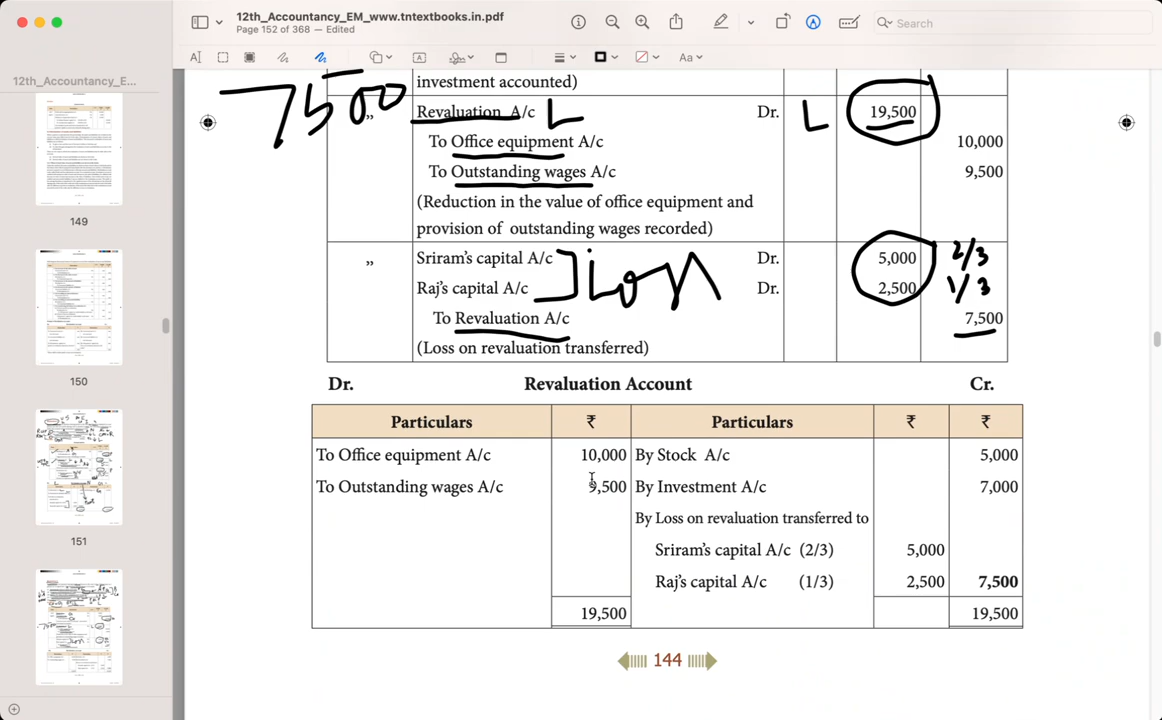 12th_Accountancy_EM_www.tntextbooks.in.pdf
Page 152 of 368 — Edited
Search
Aa
12th_Accountancy_E...
149
150
151
7500
investment accounted)
„ Revaluation A/c L Dr. L 19,500
To Office equipment A/c 10,000
To Outstanding wages A/c 9,500
(Reduction in the value of office equipment and
provision of outstanding wages recorded)
„ Sriram’s capital A/c Dr. 5,000 2/3
Raj’s capital A/c Dr. 2,500 1/3
To Revaluation A/c 7,500
(Loss on revaluation transferred)
Dr. Revaluation Account Cr.
Particulars ₹ Particulars ₹ ₹
To Office equipment A/c 10,000 By Stock A/c 5,000
To Outstanding wages A/c 9,500 By Investment A/c 7,000
By Loss on revaluation transferred to
Sriram’s capital A/c (2/3) 5,000
Raj’s capital A/c (1/3) 2,500 7,500
19,500 19,500
144